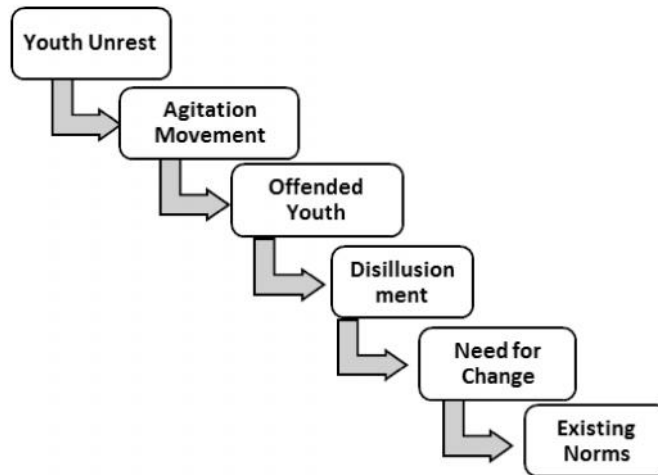 Youth Unrest
Agitation
Movement
Offended
Youth
Disillusion
ment
Need for
Change
Existing
Norms